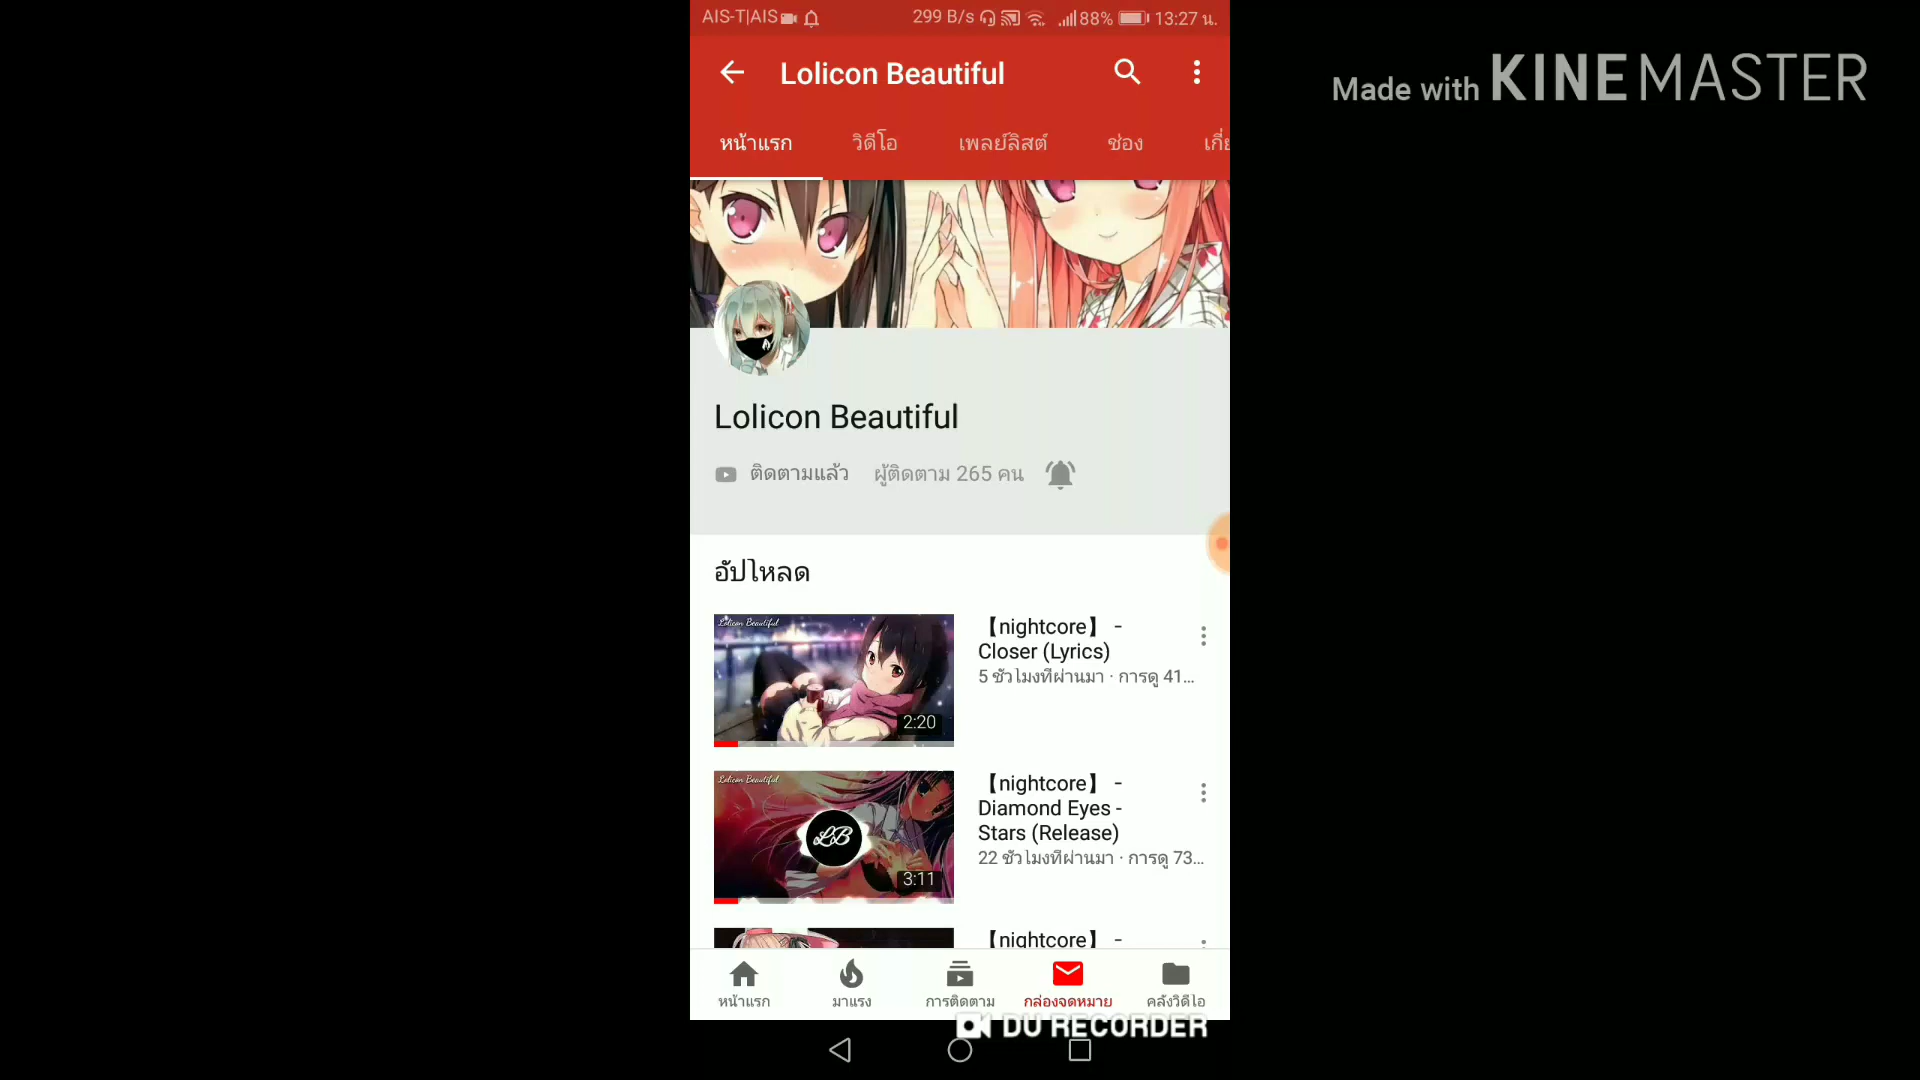 AIS-T|AIS 299 B/s 88% 13:27 น.
Made with KINEMASTER
Lolicon Beautiful
หน้าแรก วิดีโอ เพลย์ลิสต์ ช่อง เกี่ย
Lolicon Beautiful
ติดตามแล้ว ผู้ติดตาม 265 คน
อัปโหลด
Lolicon Beautiful
2:20
【nightcore】 -
Closer (Lyrics)
5 ชั่วโมงที่ผ่านมา · การดู 41...
Lolicon Beautiful
LB
3:11
【nightcore】 -
Diamond Eyes -
Stars (Release)
22 ชั่วโมงที่ผ่านมา · การดู 73...
【nightcore】 -
หน้าแรก มาแรง การติดตาม กล่องจดหมาย คลังวิดีโอ
DU RECORDER